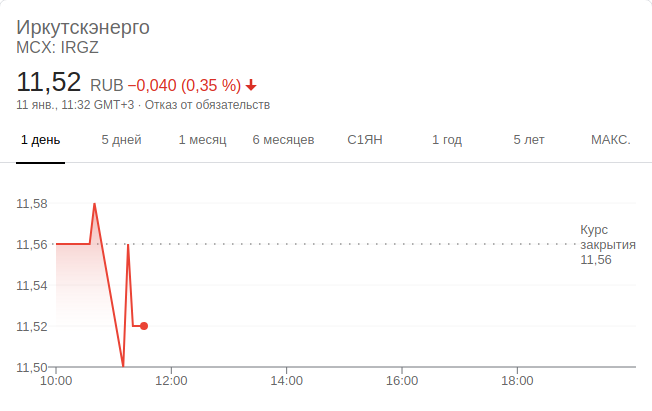 Иркутскэнерго
MCX: IRGZ
11,52 RUB −0,040 (0,35 %)
11 янв., 11:32 GMT+3 · Отказ от обязательств
1 день 5 дней 1 месяц 6 месяцев С1ЯН 1 год 5 лет МАКС.
11,58
11,56
11,54
11,52
11,50
Курс
закрытия
11,56
10:00 12:00 14:00 16:00 18:00